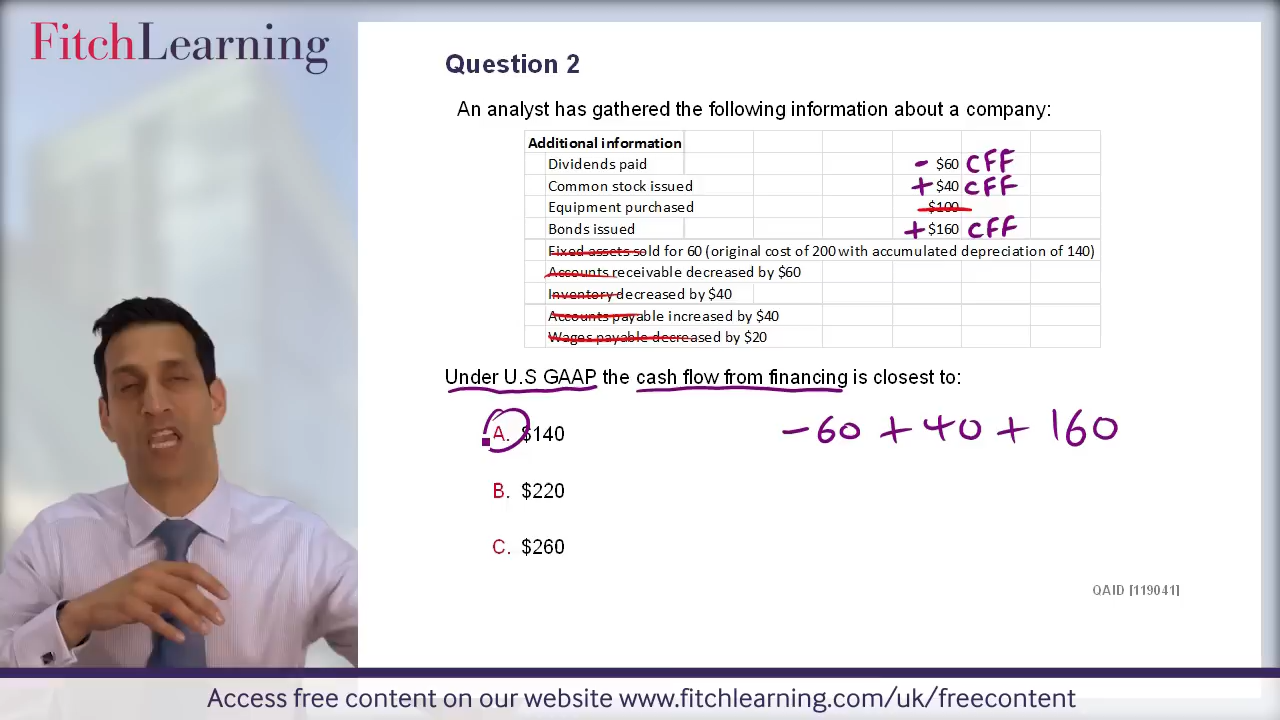 FitchLearning
Question 2
An analyst has gathered the following information about a company:
Additional information
Dividends paid - $60 CFF
Common stock issued + $40 CFF
Equipment purchased $100
Bonds issued + $160 CFF
Fixed assets sold for 60 (original cost of 200 with accumulated depreciation of 140)
Accounts receivable decreased by $60
Inventory decreased by $40
Accounts payable increased by $40
Wages payable decreased by $20
Under U.S GAAP the cash flow from financing is closest to:
A. $140
-60 + 40 + 160
B. $220
C. $260
QAID [119041]
Access free content on our website www.fitchlearning.com/uk/freecontent